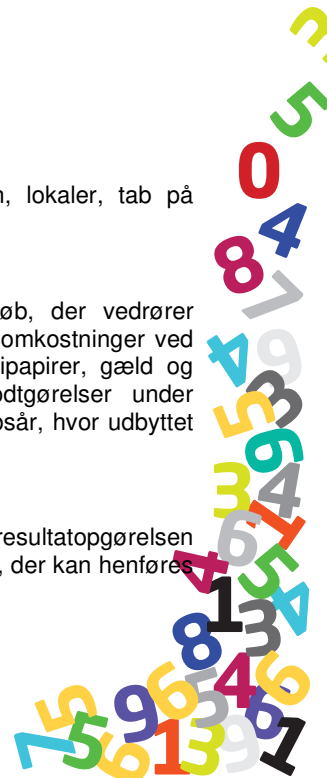 n, lokaler, tab på
øb, der vedrører
omkostninger ved
ipapirer, gæld og
odtgørelser under
osår, hvor udbyttet
resultatopgørelsen
, der kan henføres